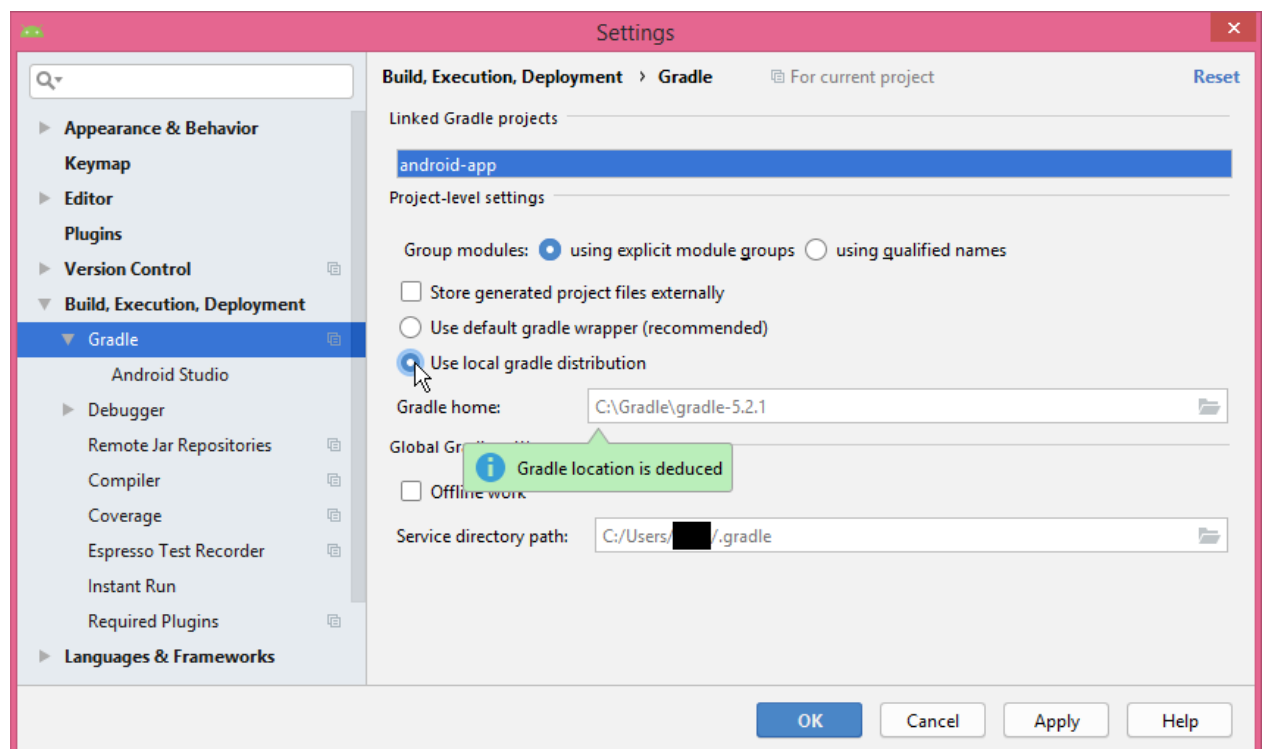 Settings
Build, Execution, Deployment › Gradle For current project Reset
Appearance & Behavior
Keymap
Editor
Plugins
Version Control
Build, Execution, Deployment
Gradle
Android Studio
Debugger
Remote Jar Repositories
Compiler
Coverage
Espresso Test Recorder
Instant Run
Required Plugins
Languages & Frameworks
Linked Gradle projects
android-app
Project-level settings
Group modules: using explicit module groups using qualified names
Store generated project files externally
Use default gradle wrapper (recommended)
Use local gradle distribution
Gradle home: C:\Gradle\gradle-5.2.1
Gradle location is deduced
Global
Offline work
Service directory path: C:/Users/ /.gradle
OK Cancel Apply Help